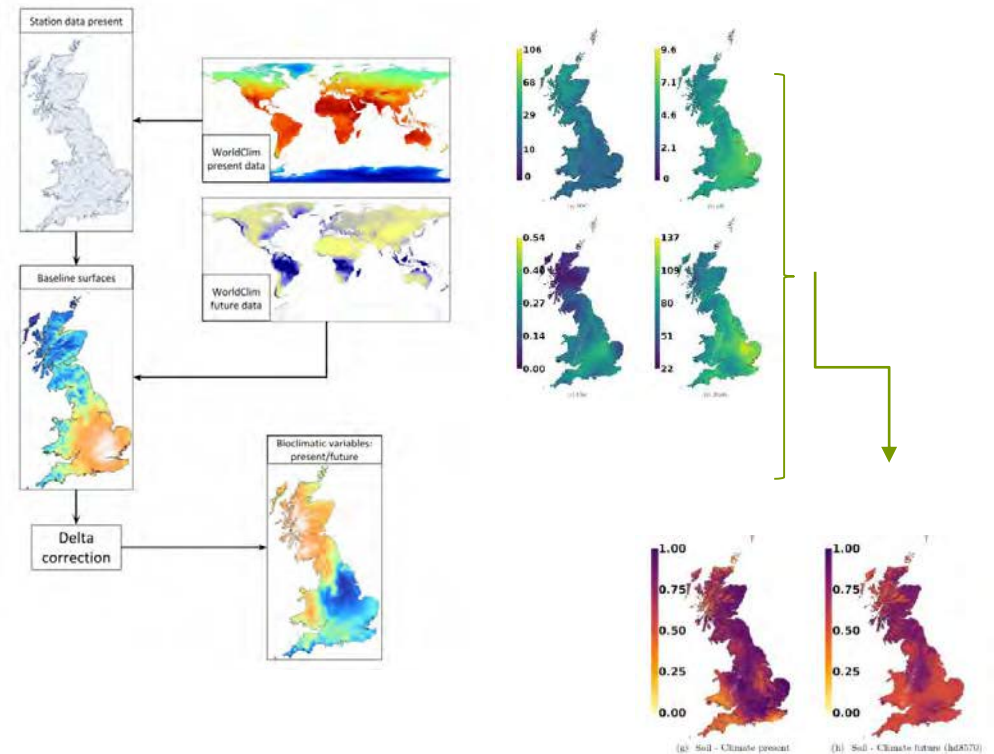 Station data present
WorldClim
present data
WorldClim
future data
Baseline surfaces
Delta
correction
Bioclimatic variables:
present/future
106
68
29
10
0
9.6
7.1
4.6
2.1
0
0.54
0.40
0.27
0.14
0.00
137
109
80
51
22
1.00
0.75
0.50
0.25
0.00
(g) Soil - Climate present
1.00
0.75
0.50
0.25
0.00
(h) Soil - Climate future (hd8570)